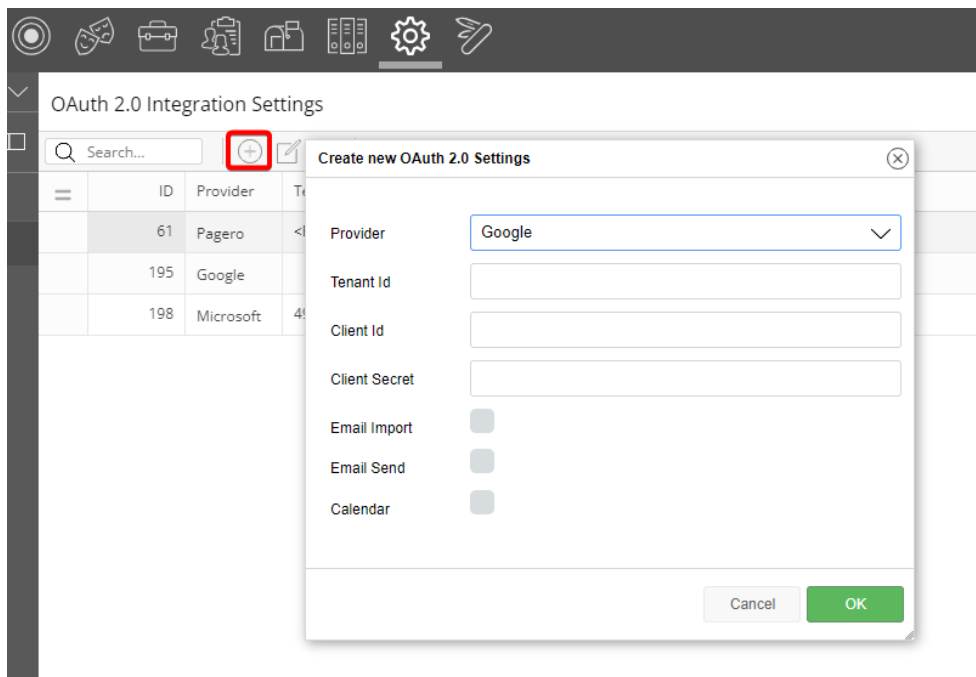 OAuth 2.0 Integration Settings
Search...
Create new OAuth 2.0 Settings
ID Provider
61 Pagero
195 Google
198 Microsoft
Provider Google
Tenant Id
Client Id
Client Secret
Email Import
Email Send
Calendar
Cancel OK